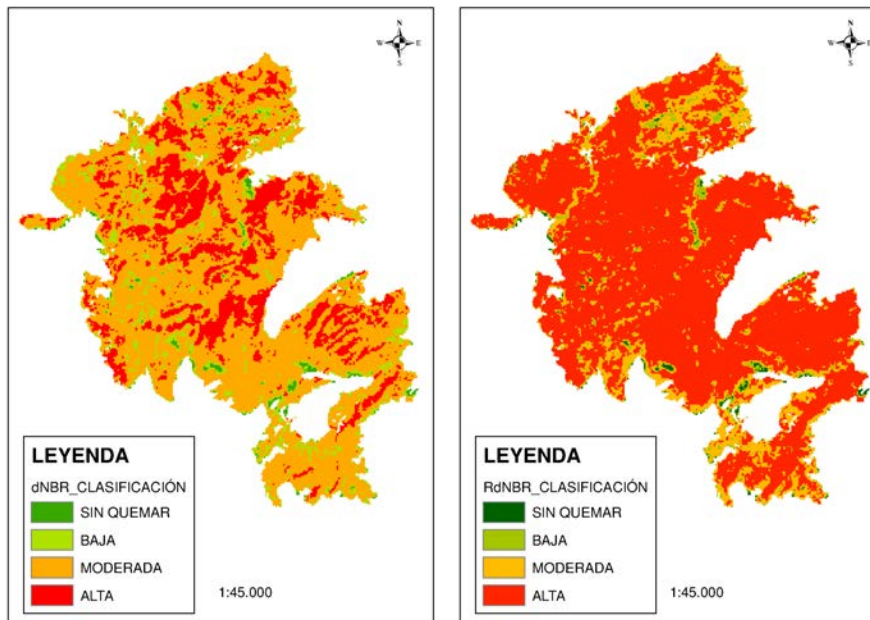 N
W E
S
LEYENDA
dNBR_CLASIFICACIÓN
SIN QUEMAR
BAJA
MODERADA
ALTA
1:45.000
N
W E
S
LEYENDA
RdNBR_CLASIFICACIÓN
SIN QUEMAR
BAJA
MODERADA
ALTA
1:45.000